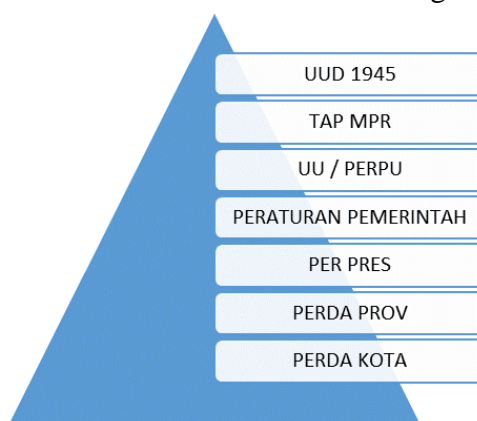 UUD 1945
TAP MPR
UU / PERPU
PERATURAN PEMERINTAH
PER PRES
PERDA PROV
PERDA KOTA